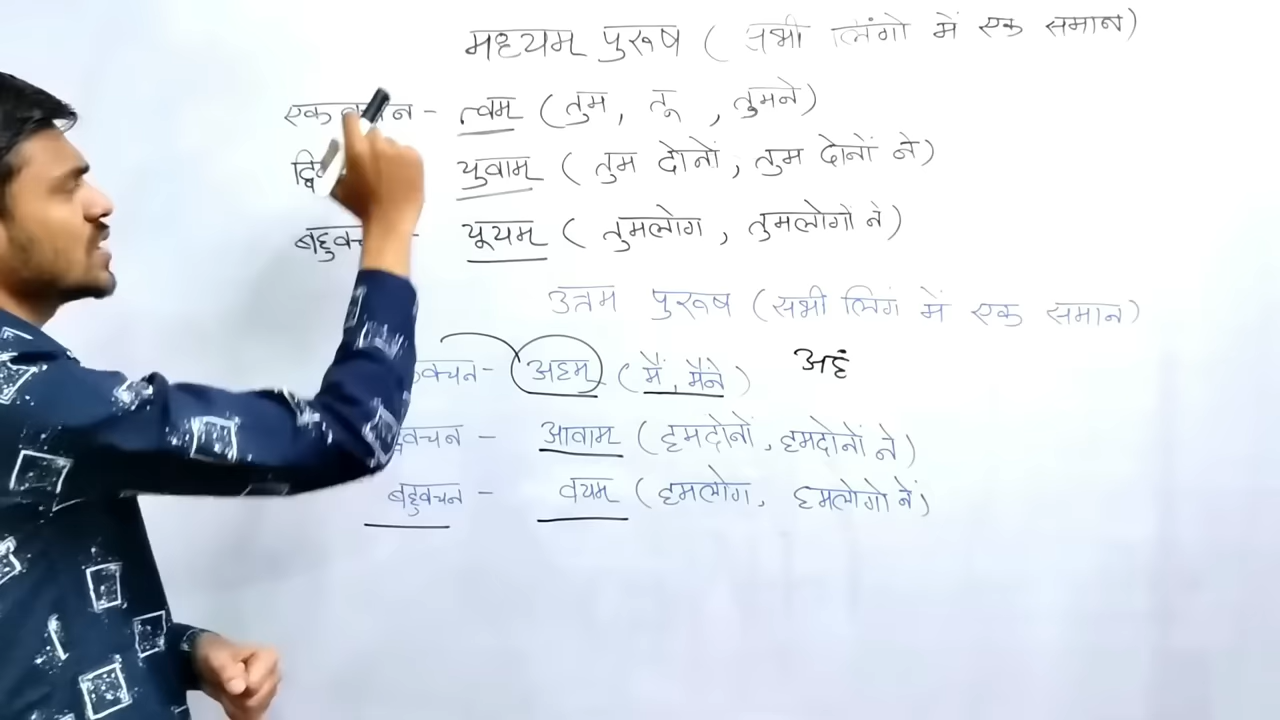 मध्यम पुरूष ( सभी लिंगो में एक समान )
एकवचन - त्वम् ( तुम, तू , तुमने )
युवाम् ( तुम दोनों, तुम दोनों ने )
बहुवचन - यूयम् ( तुमलोग , तुमलोगों ने )
उत्तम पुरूष ( सभी लिगं में एक समान )
वचन - अहम् ( मैं , मैंने ) अहं
वचन - आवाम् ( हमदोनों , हमदोनों ने )
बहुवचन - वयम् ( हमलोग, हमलोगो नें )